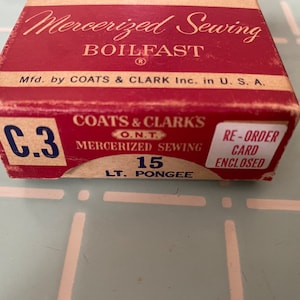 Mercerized Sewing
BOILFAST
®
Mfd. by COATS & CLARK Inc. in U. S. A.
C.3
COATS & CLARK'S
O.N.T.
MERCERIZED SEWING
15
LT. PONGEE
RE-ORDER
CARD
ENCLOSED